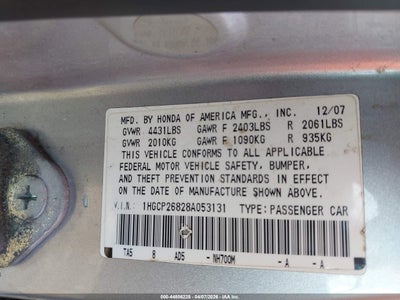 MFD. BY HONDA OF AMERICA MFG., INC. 12/07
GVWR 4431LBS GAWR F 2403LBS R 2061LBS
GVWR 2010KG GAWR F 1090KG R 935KG
THIS VEHICLE CONFORMS TO ALL APPLICABLE
FEDERAL MOTOR VEHICLE SAFETY, BUMPER,
AND THEFT PREVENTION STANDARDS IN EFFECT
ON THE DATE OF MANUFACTURE SHOWN ABOVE.
V.I.N. 1HGCP26828A053131 TYPE: PASSENGER CAR
TA5 8 AD5 - NH700M - A - A
ID: 44806228 - 04/07/2026 - IAA Inc